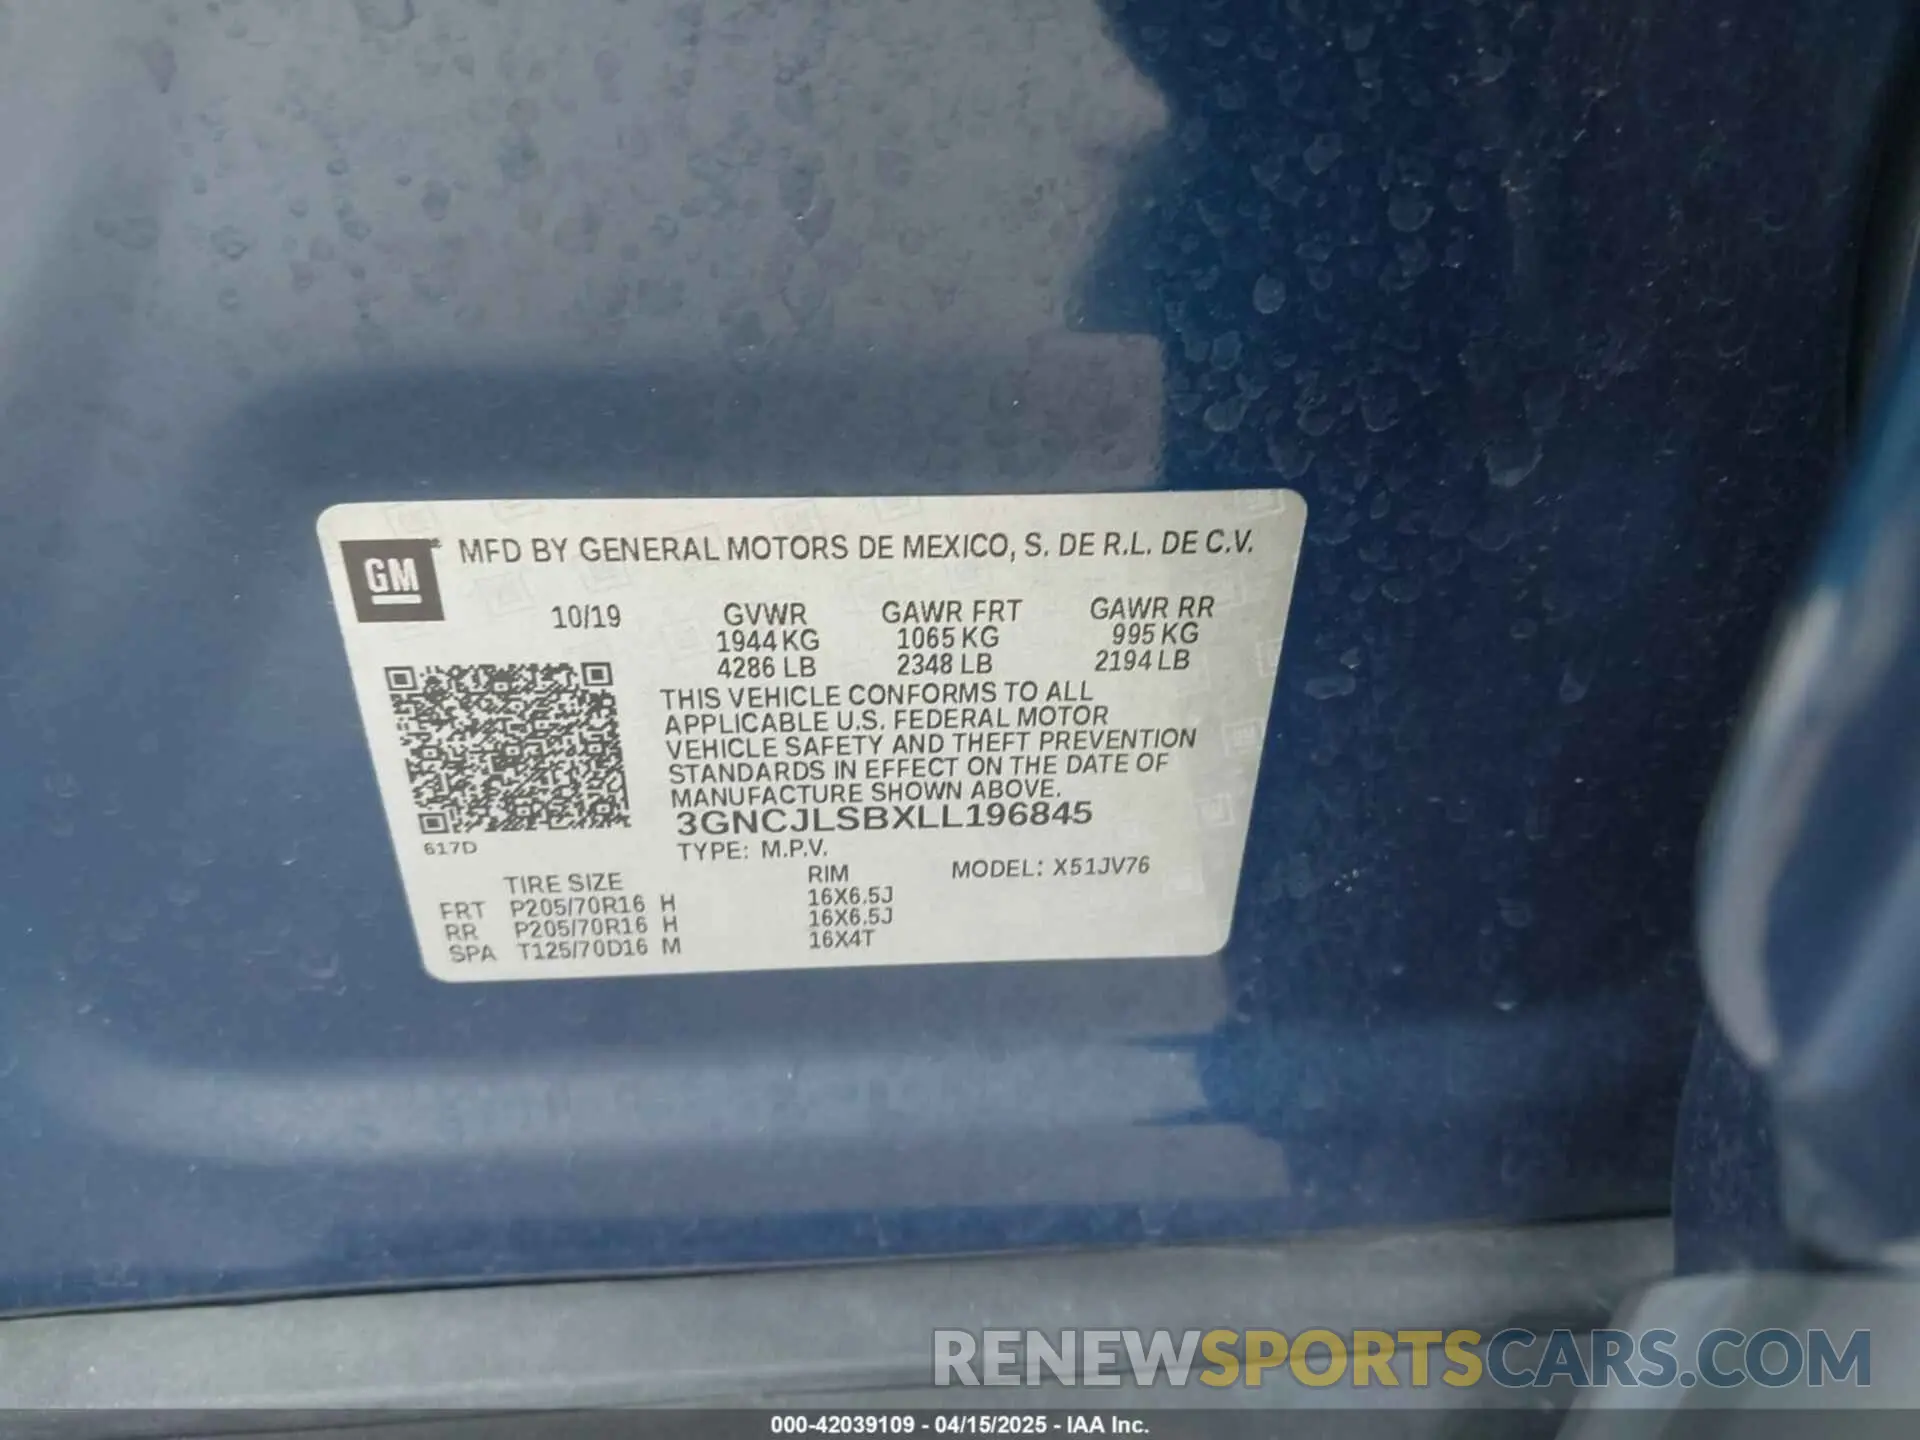 GM
MFD BY GENERAL MOTORS DE MEXICO, S. DE R.L. DE C.V.
10/19 GVWR GAWR FRT GAWR RR
1944 KG 1065 KG 995 KG
4286 LB 2348 LB 2194 LB
THIS VEHICLE CONFORMS TO ALL
APPLICABLE U.S. FEDERAL MOTOR
VEHICLE SAFETY AND THEFT PREVENTION
STANDARDS IN EFFECT ON THE DATE OF
MANUFACTURE SHOWN ABOVE.
3GNCJLSBXLL196845
617D
TYPE: M.P.V.
TIRE SIZE RIM MODEL: X51JV76
FRT P205/70R16 H 16X6.5J
RR P205/70R16 H 16X6.5J
SPA T125/70D16 M 16X4T
RENEWSPORTSCARS.COM
000-42039109 - 04/15/2025 - IAA Inc.